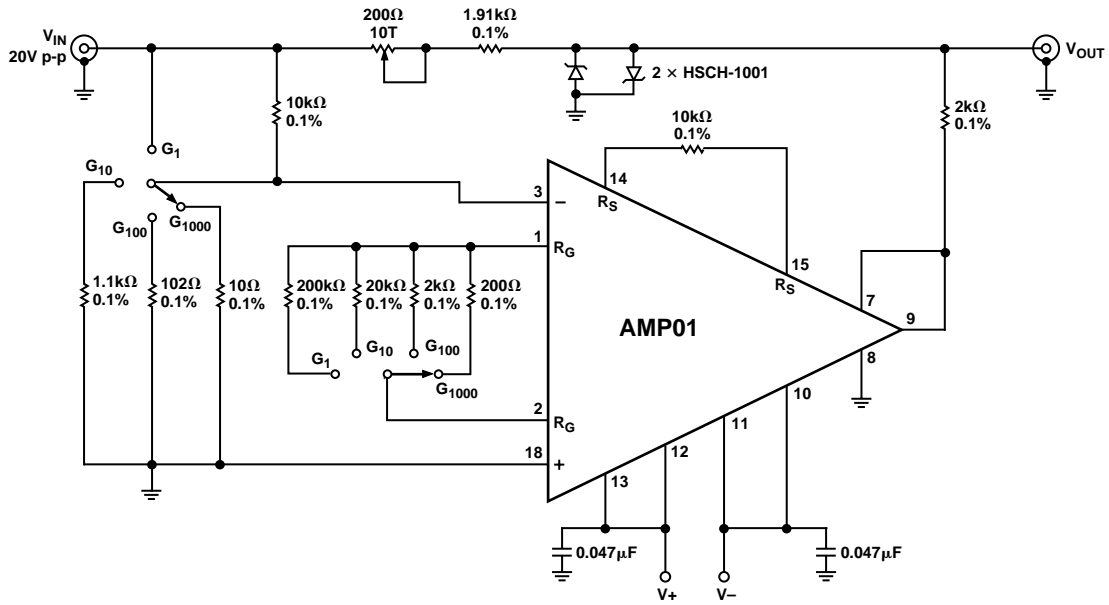 VIN
20V p-p
200Ω
10T
1.91kΩ
0.1%
VOUT
2 × HSCH-1001
10kΩ
0.1%
2kΩ
0.1%
10kΩ
0.1%
G1
G10
G100
G1000
3
–
14
RS
1
RG
15
RS
1.1kΩ
0.1%
102Ω
0.1%
10Ω
0.1%
200kΩ
0.1%
20kΩ
0.1%
2kΩ
0.1%
200Ω
0.1%
7
AMP01
9
G1
G10
G100
G1000
8
10
2
RG
11
12
18
+
13
0.047µF
0.047µF
V+
V–